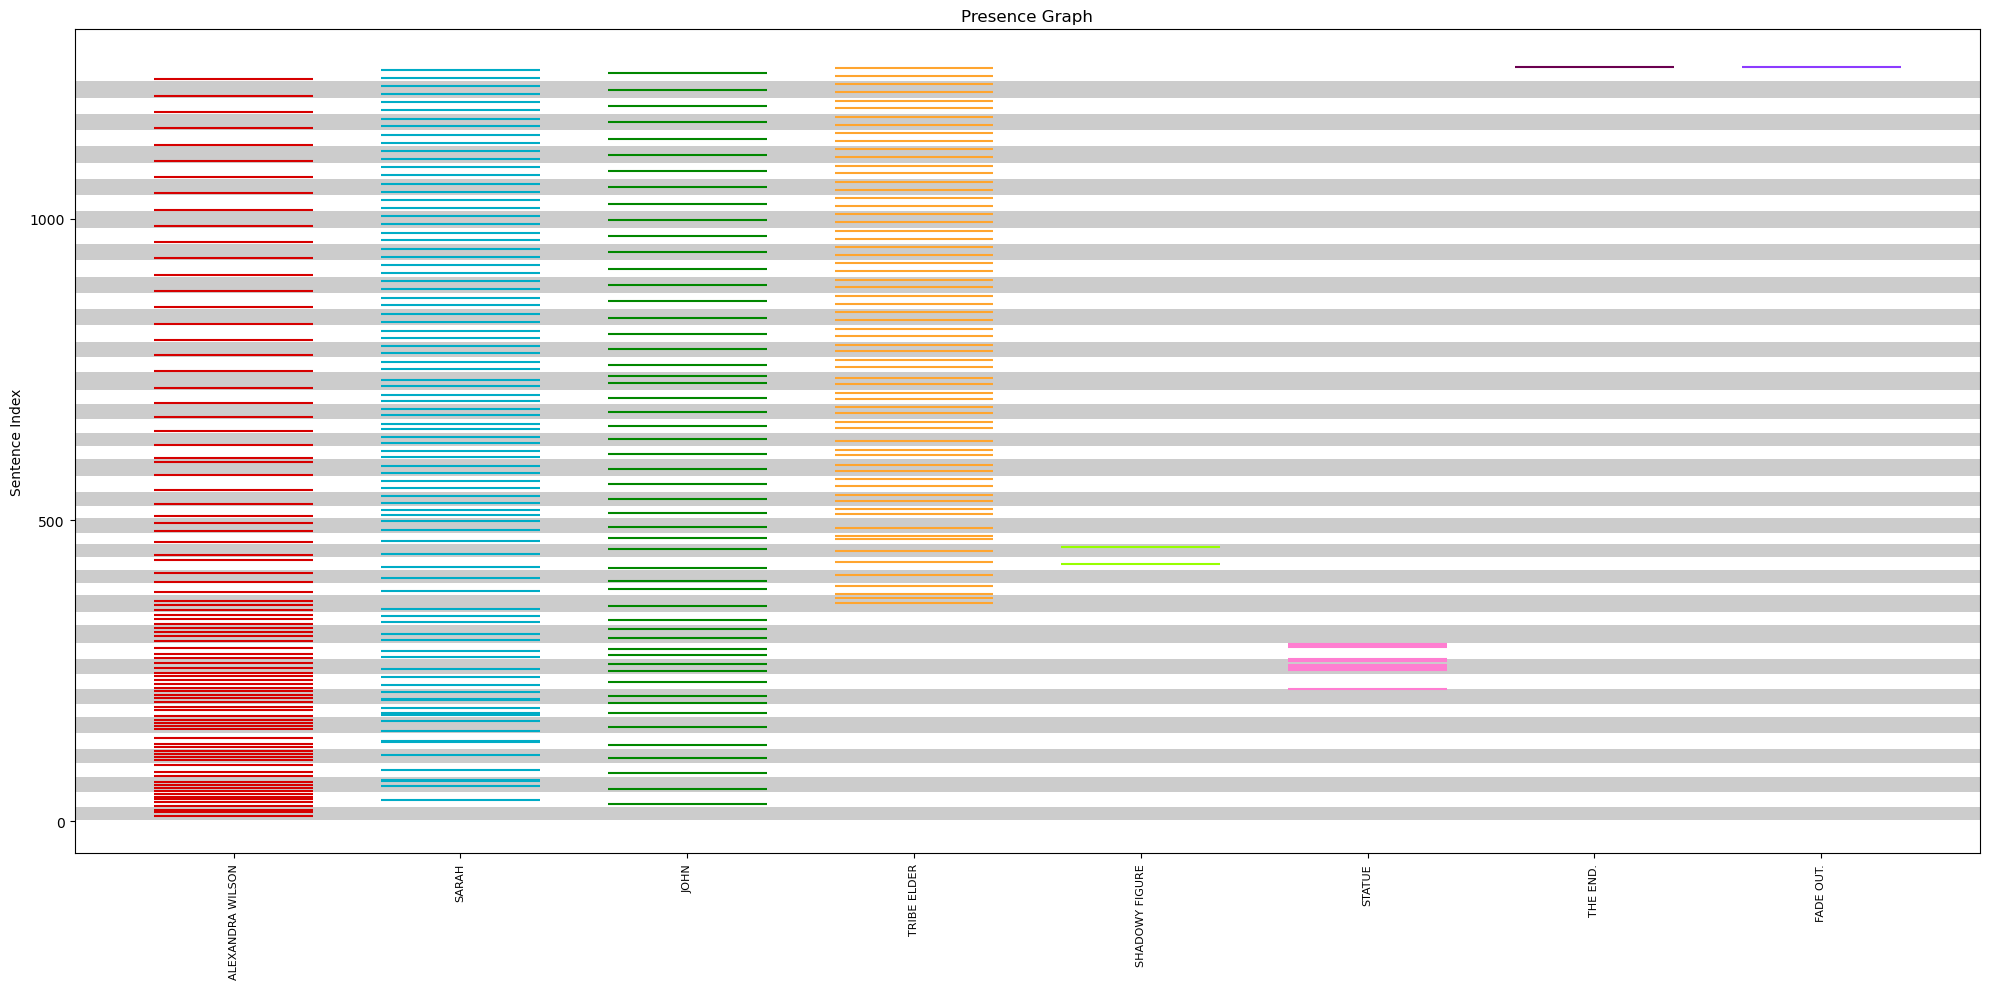 Presence Graph
Sentence Index
1000
500
0
ALEXANDRA WILSON
SARAH
JOHN
TRIBE ELDER
SHADOWY FIGURE
STATUE
THE END.
FADE OUT.